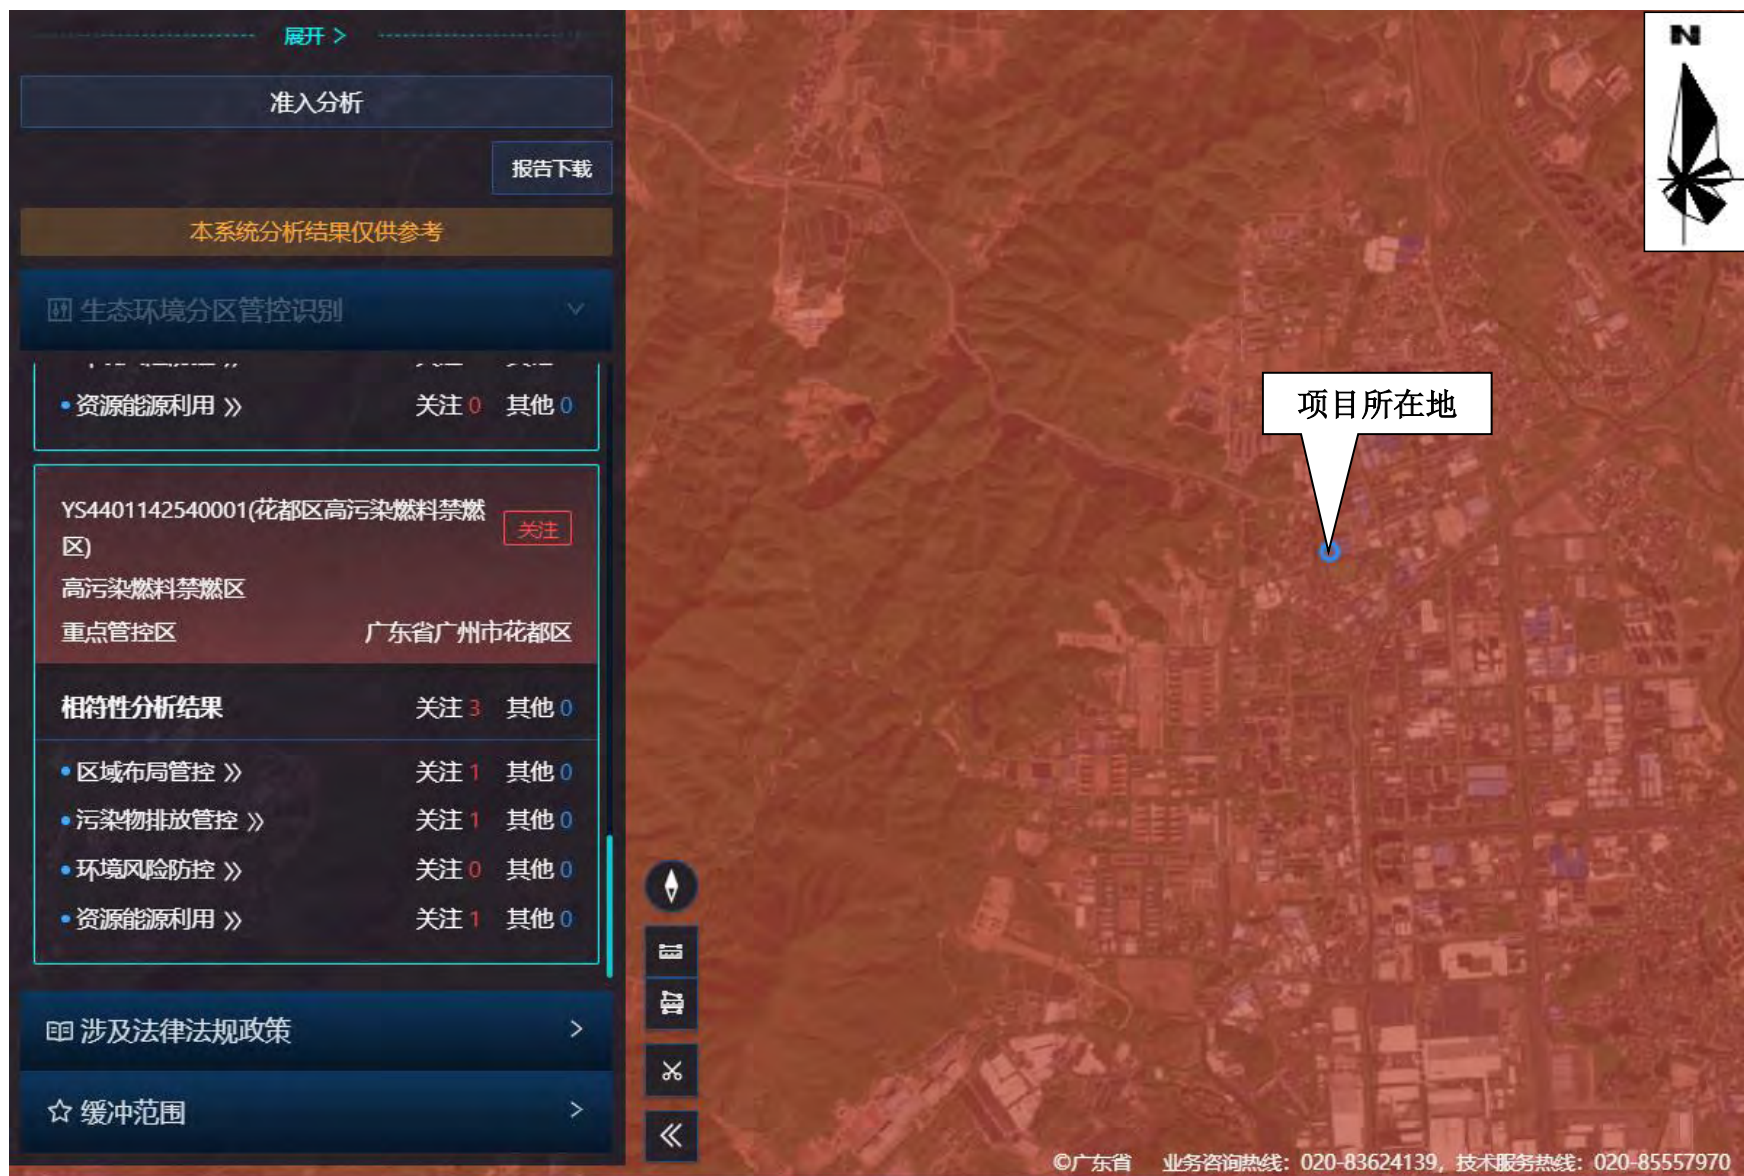 展开 >
准入分析
报告下载
本系统分析结果仅供参考
生态环境分区管控识别
资源能源利用 》 关注 0 其他 0
YS4401142540001(花都区高污染燃料禁燃
区)
关注
高污染燃料禁燃区
重点管控区 广东省广州市花都区
相符性分析结果 关注 3 其他 0
区域布局管控 》 关注 1 其他 0
污染物排放管控 》 关注 1 其他 0
环境风险防控 》 关注 0 其他 0
资源能源利用 》 关注 1 其他 0
涉及法律法规政策 >
缓冲范围 >
N
项目所在地
©广东省 业务咨询热线：020-83624139，技术服务热线：020-85557970